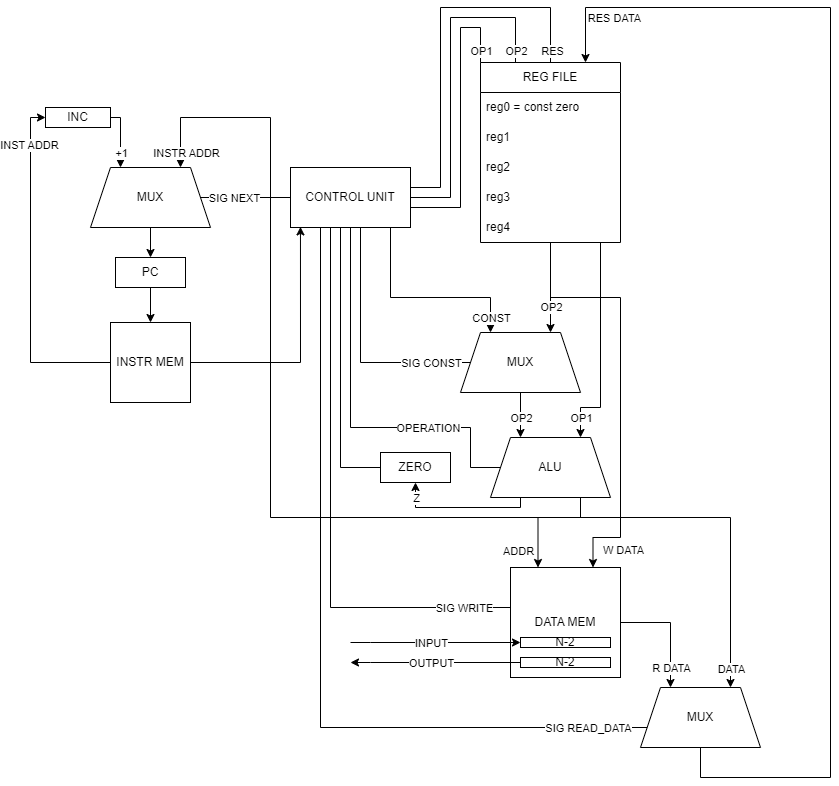 RES DATA
OP1 OP2 RES
REG FILE
reg0 = const zero
reg1
reg2
reg3
reg4
INC
INST ADDR
+1
INSTR ADDR
MUX
SIG NEXT
CONTROL UNIT
PC
INSTR MEM
OP2
CONST
MUX
SIG CONST
OP2
OP1
OPERATION
ALU
ZERO
Z
ADDR
W DATA
SIG WRITE
DATA MEM
INPUT
N-2
OUTPUT
N-2
R DATA
DATA
MUX
SIG READ_DATA